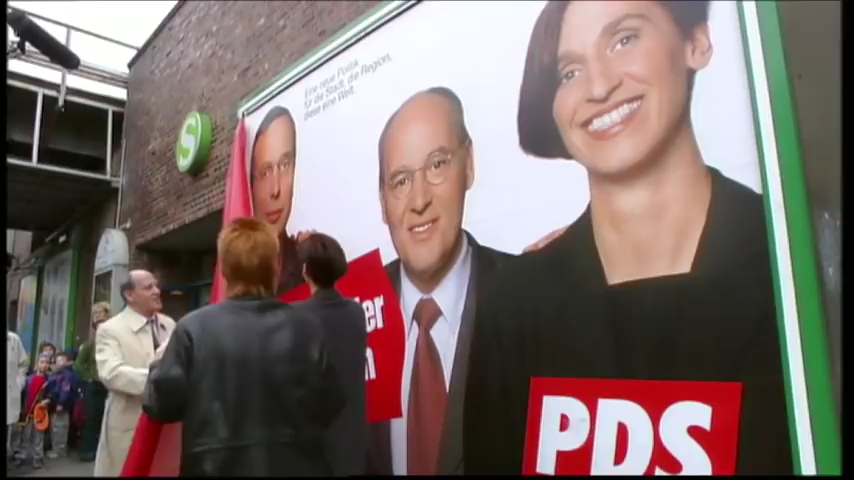 Eine neue Politik
für die Stadt, die Region,
diese eine Welt.
S
er
n
PDS